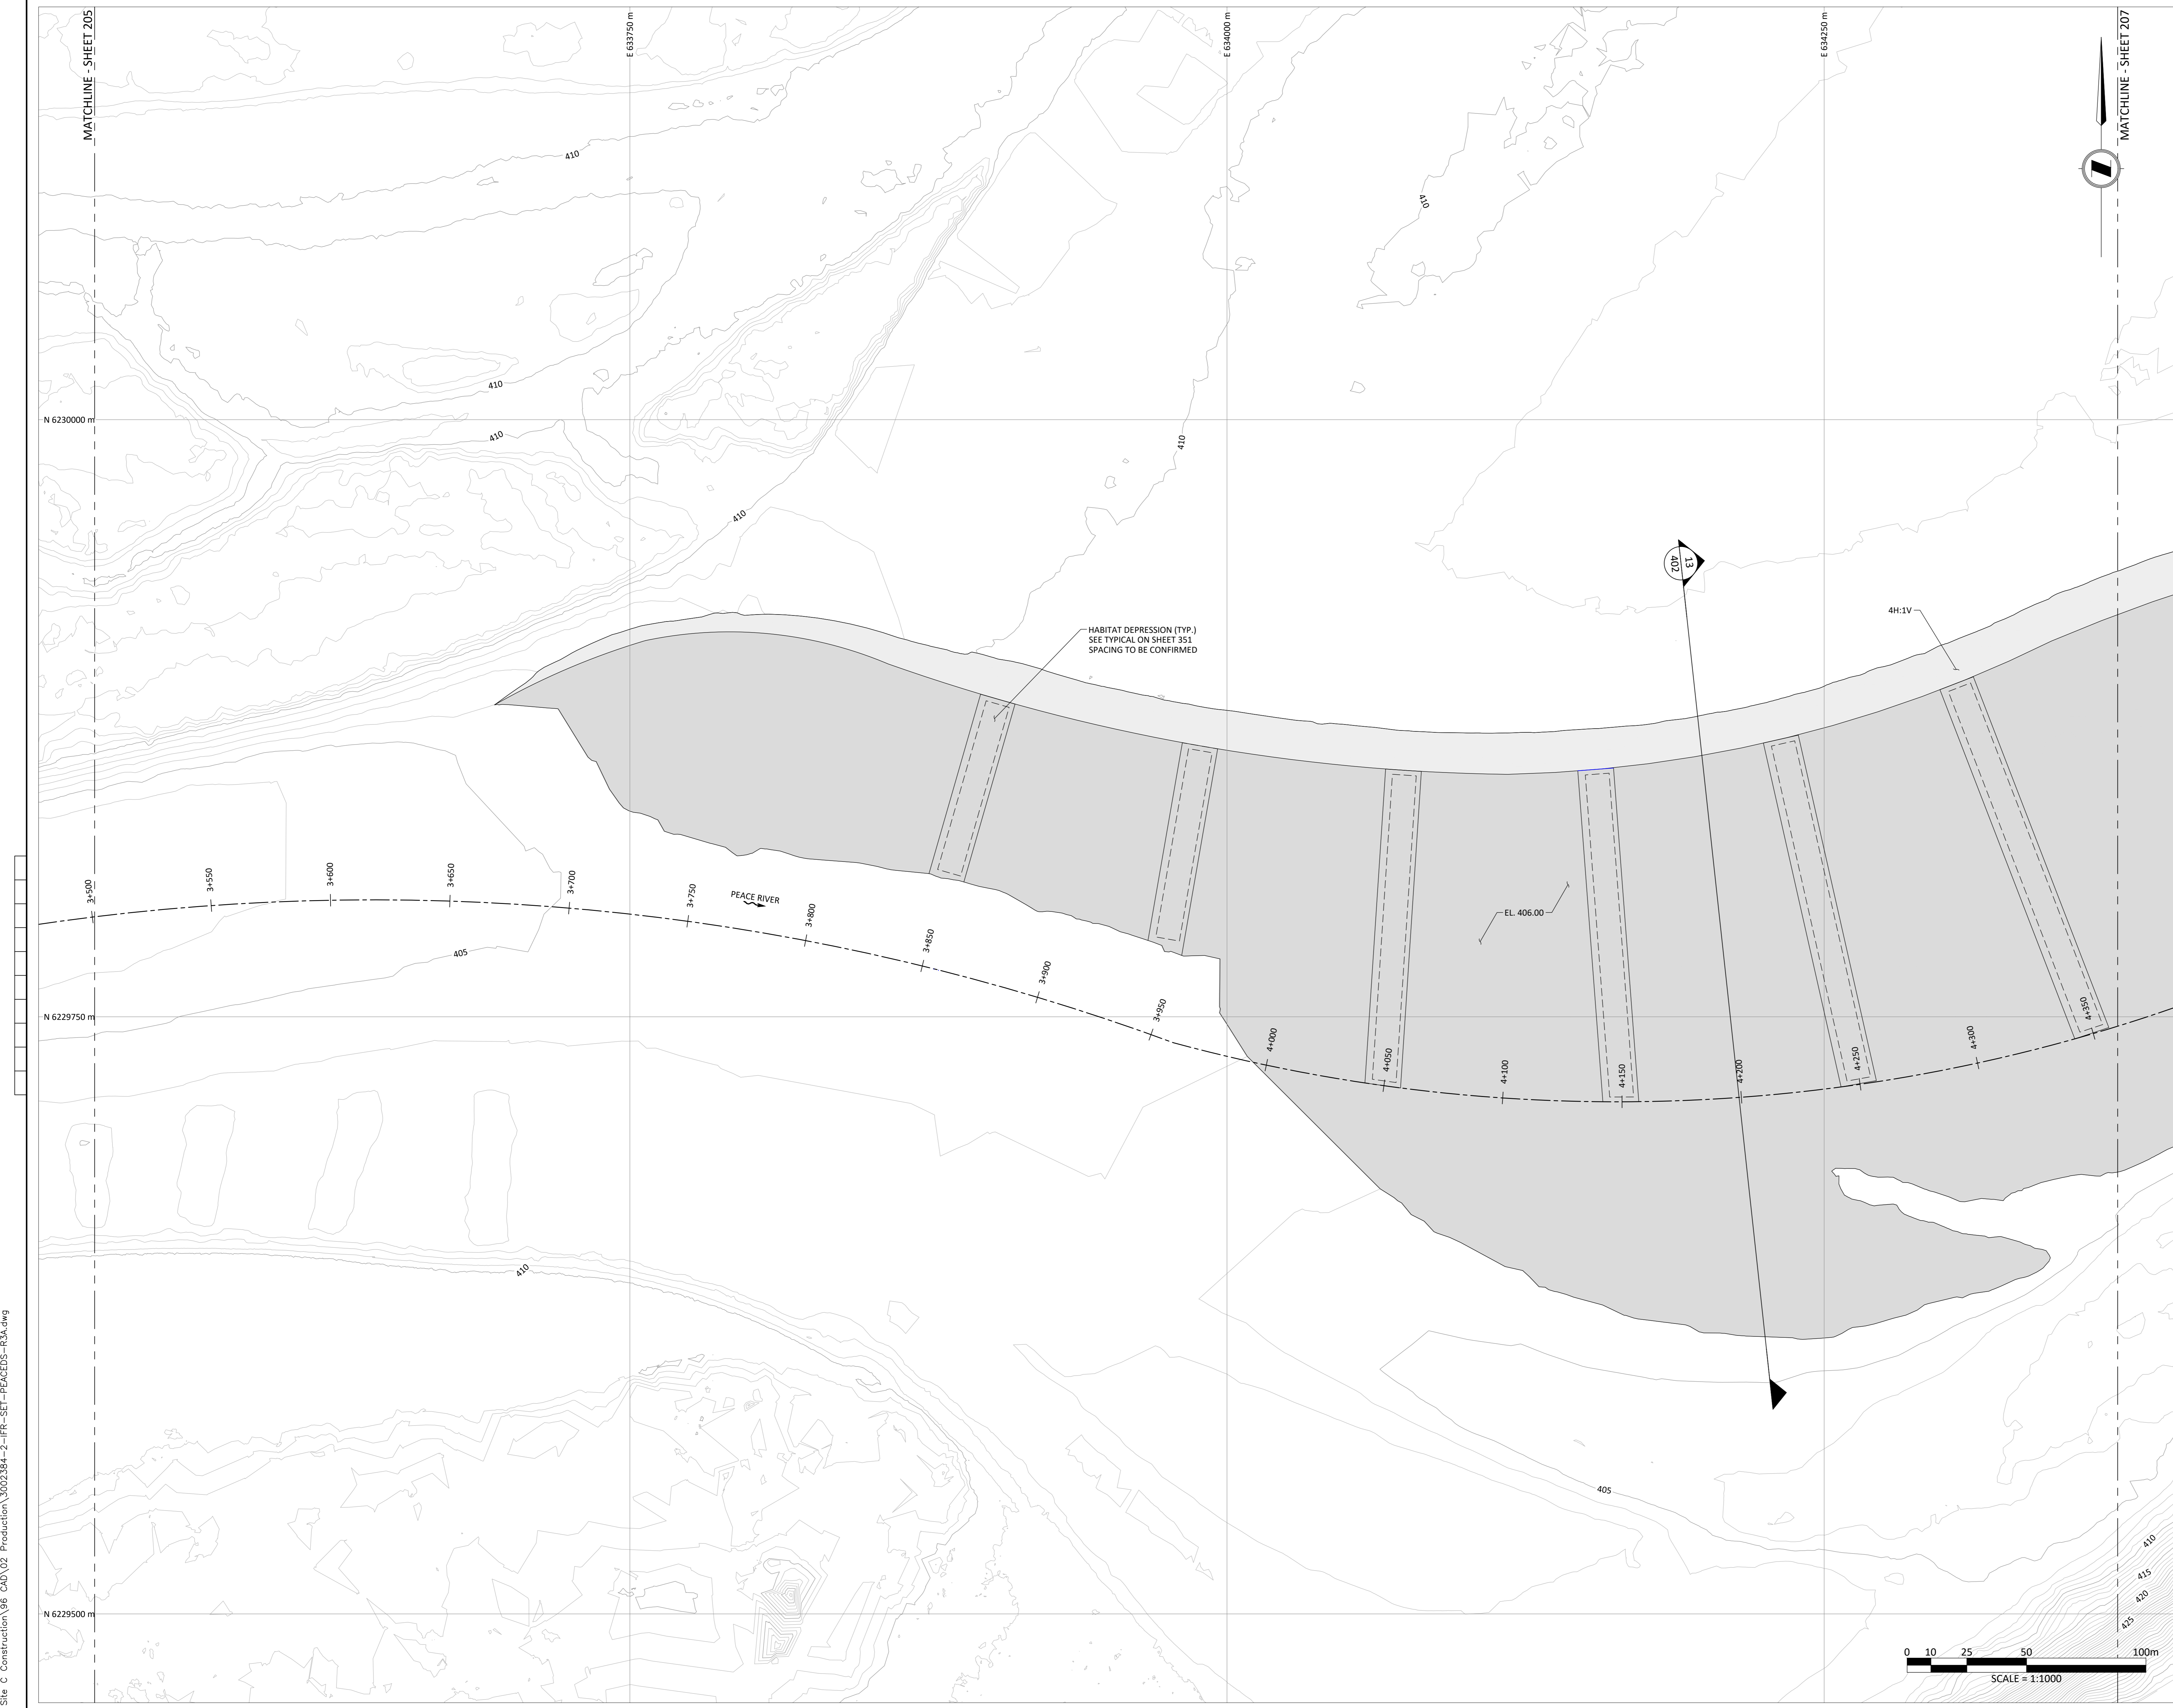 MATCHLINE - SHEET 205
E 633750 m
E 634000 m
E 634250 m
MATCHLINE - SHEET 207
410
410
410
N 6230000 m
410
410
410
13
402
4H:1V
HABITAT DEPRESSION (TYP.)
SEE TYPICAL ON SHEET 351
SPACING TO BE CONFIRMED
3+500
3+550
3+600
3+650
3+700
3+750
PEACE RIVER
3+800
3+850
3+900
3+950
4+000
4+050
4+100
4+150
4+200
4+250
4+300
4+350
EL. 406.00
405
N 6229750 m
410
405
N 6229500 m
410
415
420
425
0 10 25 50 100m
SCALE = 1:1000
Site C Construction\96 CAD\02 Production\3002384-2-IFR-SET-PEACEDS-R3A.dwg